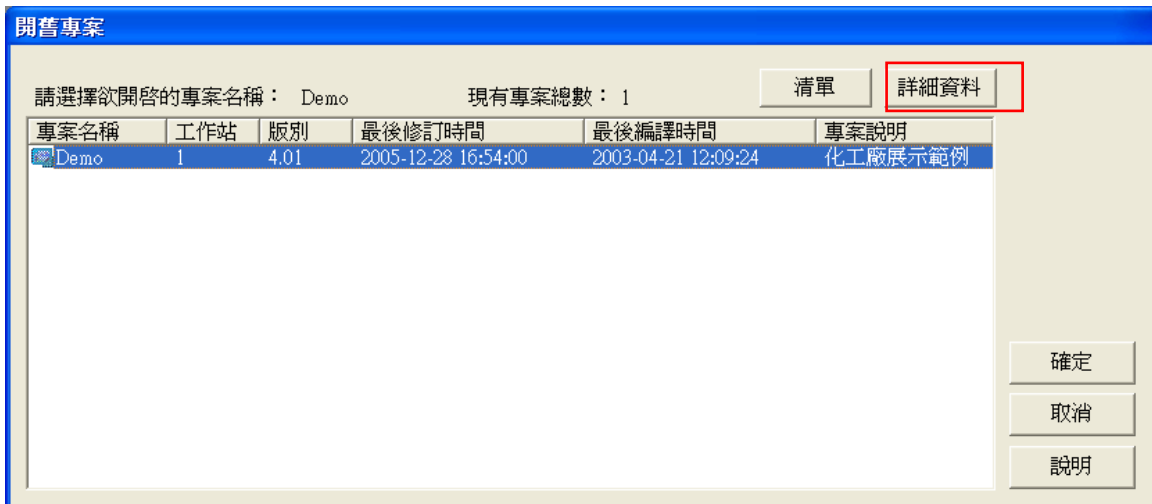 開舊專案
清單 詳細資料
請選擇欲開啓的專案名稱： Demo 現有專案總數： 1
專案名稱 工作站 版別 最後修訂時間 最後編譯時間 專案說明
Demo 1 4.01 2005-12-28 16:54:00 2003-04-21 12:09:24 化工廠展示範例
確定
取消
說明